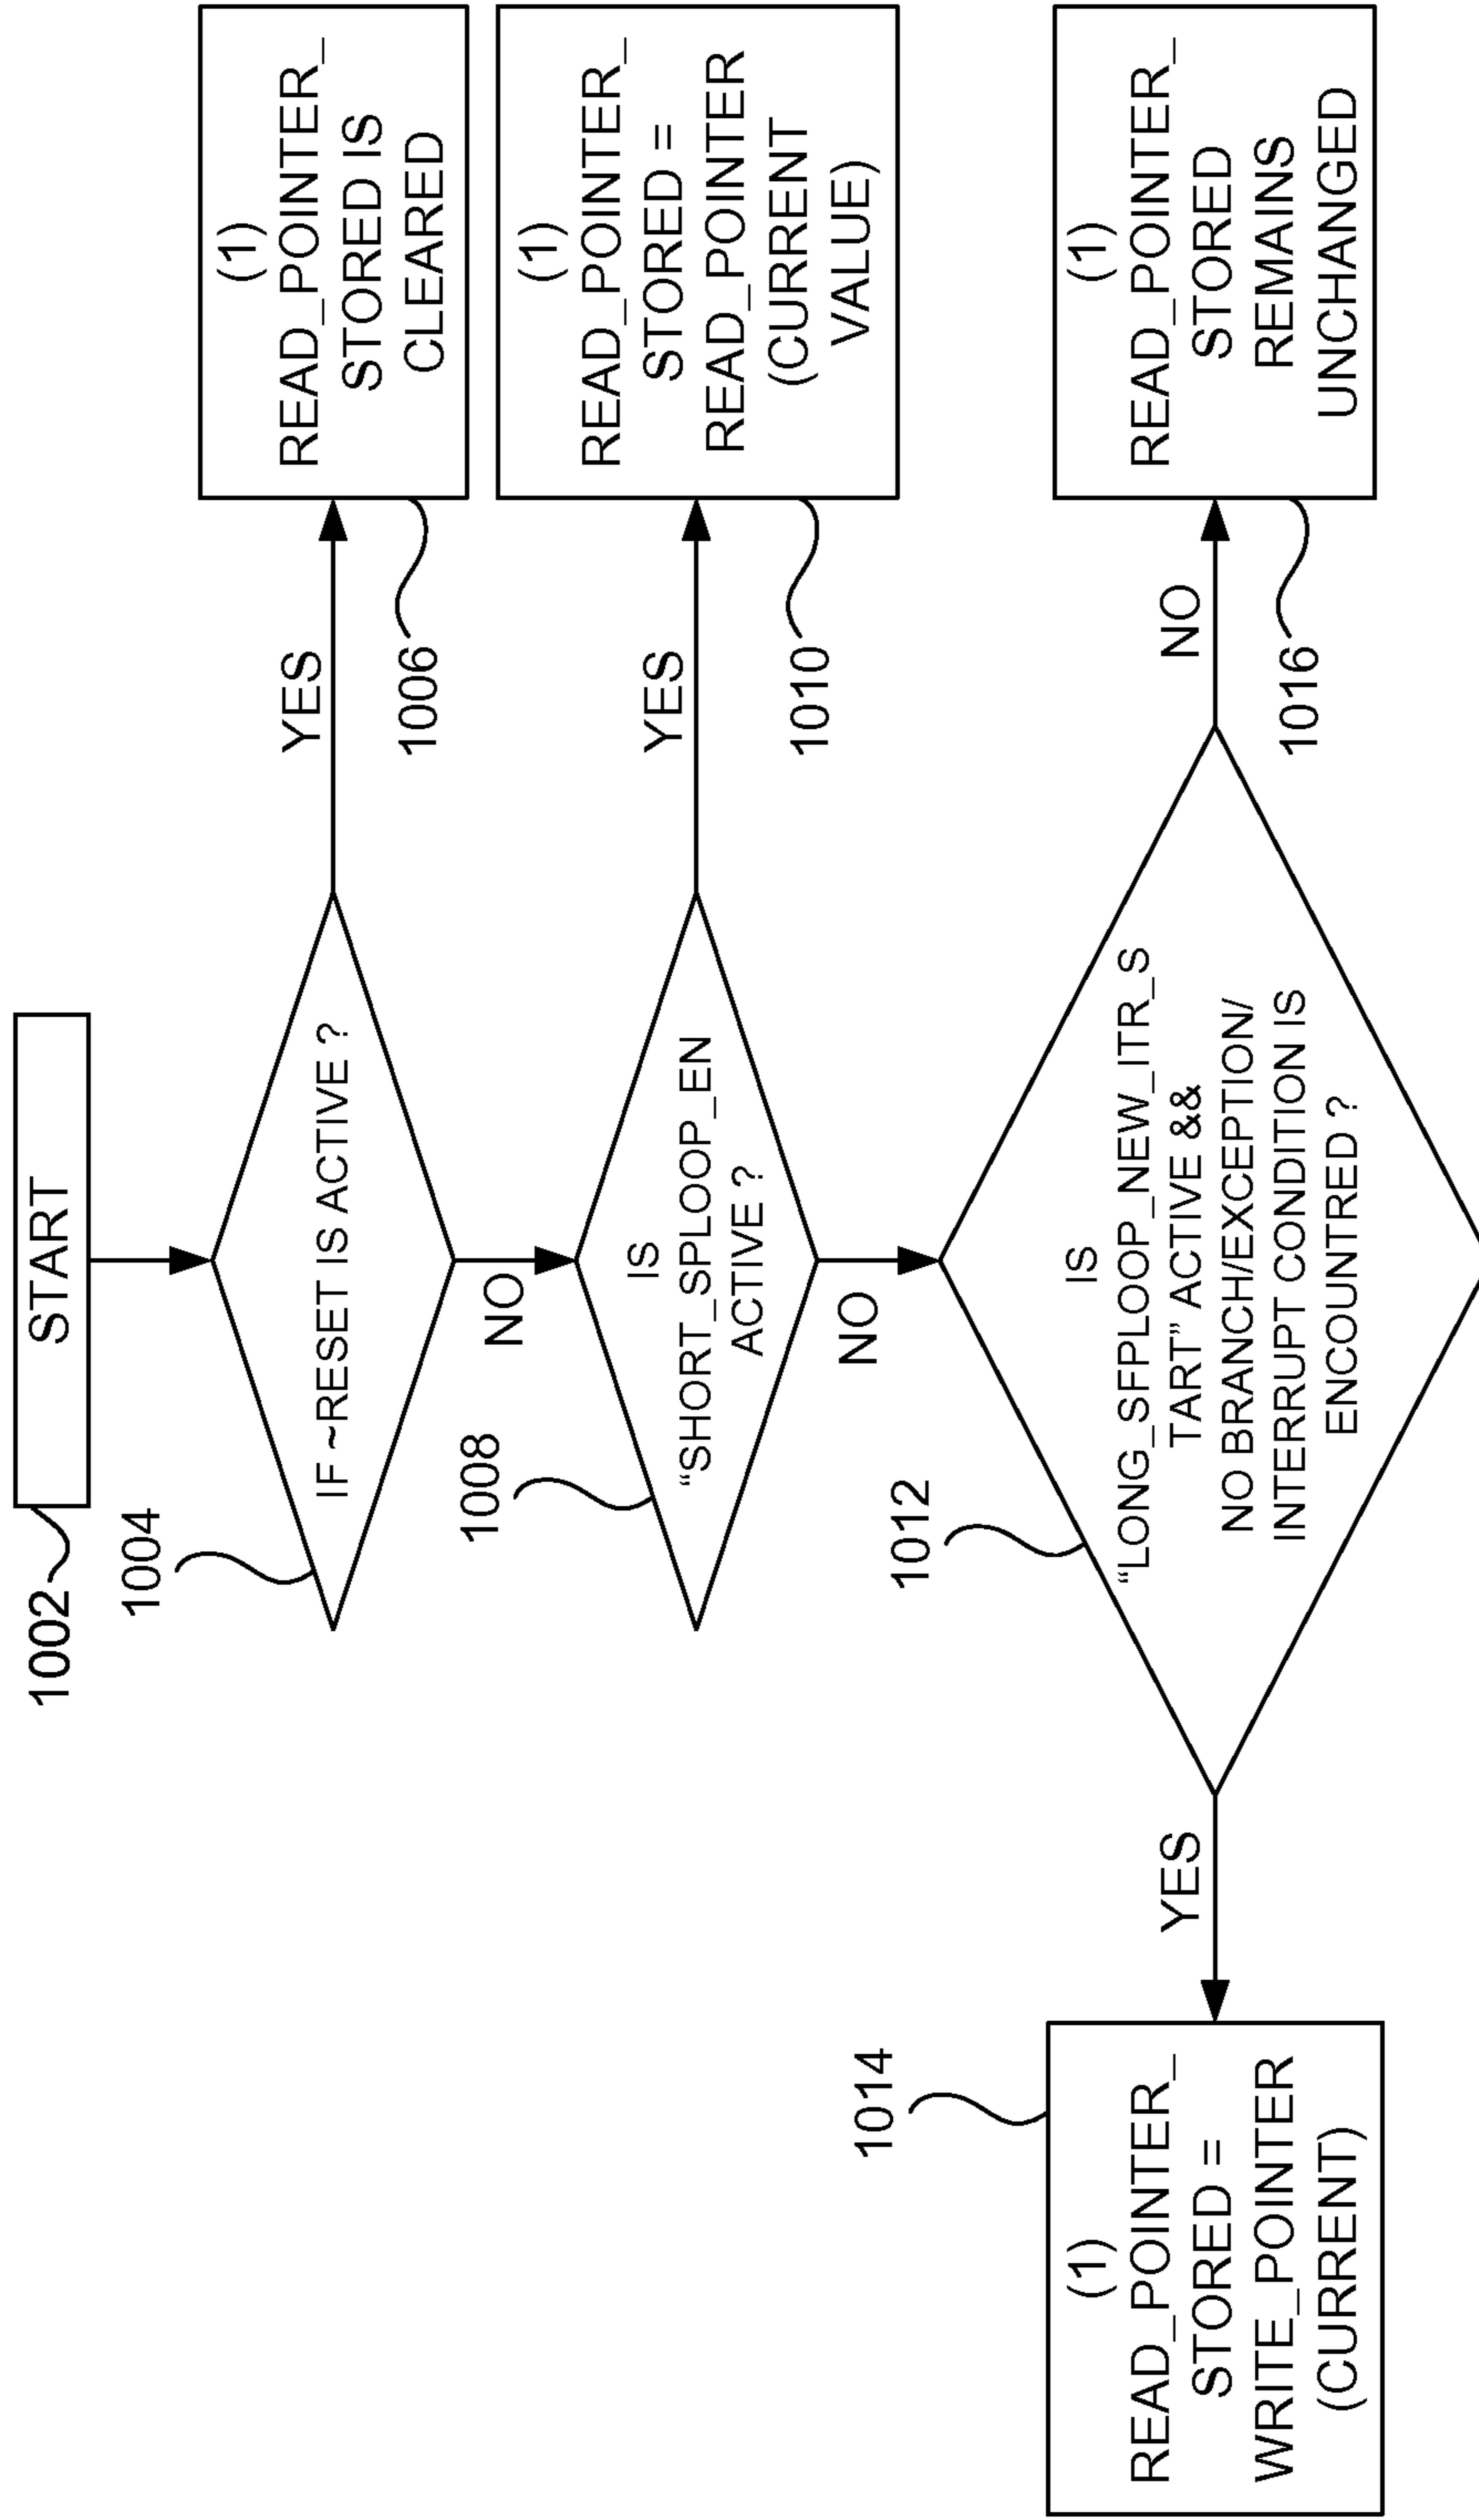 START
1002
1004
IF ~RESET IS ACTIVE ?
YES
(1)
READ_POINTER_
STORED IS
CLEARED
1006
NO
1008
IS
“SHORT_SPLOOP_EN
ACTIVE ?
YES
(1)
READ_POINTER_
STORED =
READ_POINTER
(CURRENT
VALUE)
1010
NO
1012
IS
“LONG_SFPLOOP_NEW_ITR_S
TART” ACTIVE &&
NO BRANCH/EXCEPTION/
INTERRUPT CONDITION IS
ENCOUNTRED ?
YES
1014
(1)
READ_POINTER_
STORED =
WRITE_POINTER
(CURRENT)
NO
(1)
READ_POINTER_
STORED
REMAINS
UNCHANGED
1016